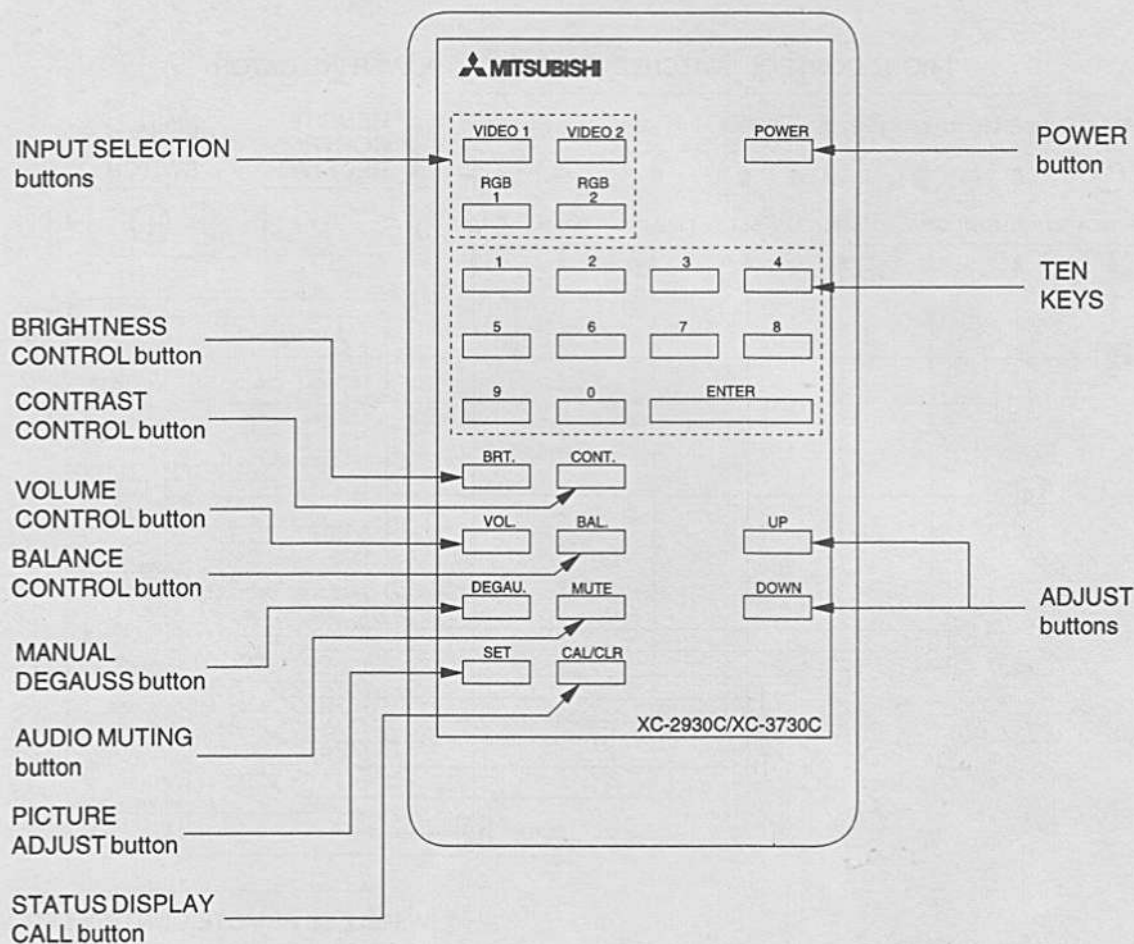 MITSUBISHI
VIDEO 1 VIDEO 2 POWER
RGB 1 RGB 2
1 2 3 4
5 6 7 8
9 0 ENTER
BRT. CONT.
VOL. BAL. UP
DEGAU. MUTE DOWN
SET CAL/CLR
XC-2930C/XC-3730C
INPUT SELECTION
buttons
BRIGHTNESS
CONTROL button
CONTRAST
CONTROL button
VOLUME
CONTROL button
BALANCE
CONTROL button
MANUAL
DEGAUSS button
AUDIO MUTING
button
PICTURE
ADJUST button
STATUS DISPLAY
CALL button
POWER
button
TEN
KEYS
ADJUST
buttons